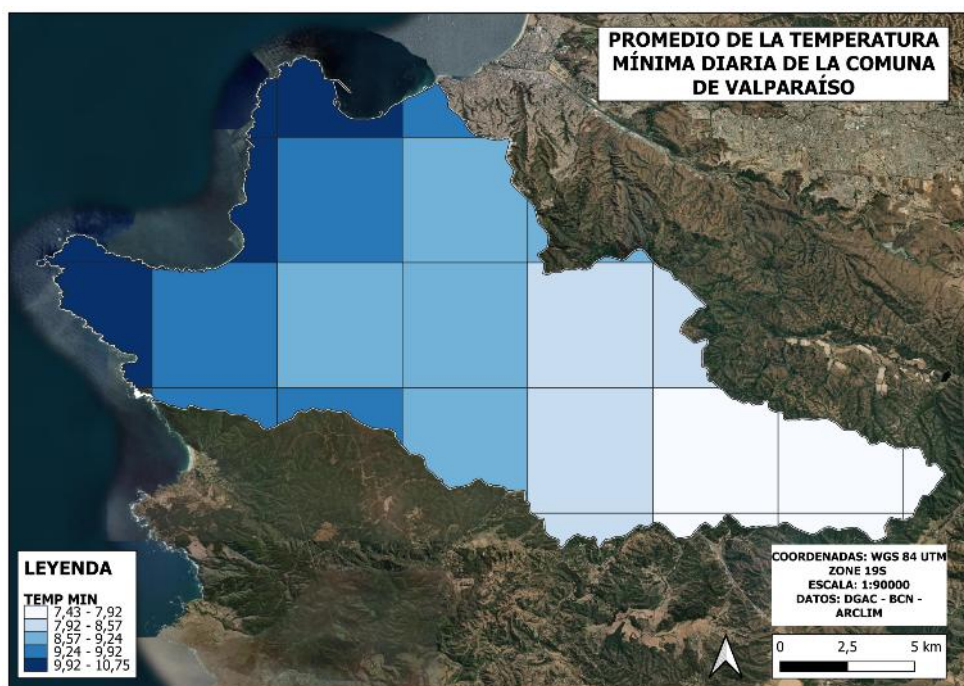 PROMEDIO DE LA TEMPERATURA
MÍNIMA DIARIA DE LA COMUNA
DE VALPARAÍSO
LEYENDA
TEMP MIN
7,43 - 7,92
7,92 - 8,57
8,57 - 9,24
9,24 - 9,92
9,92 - 10,75
COORDENADAS: WGS 84 UTM
ZONE 19S
ESCALA: 1:90000
DATOS: DGAC - BCN -
ARCLIM
0 2,5 5 km